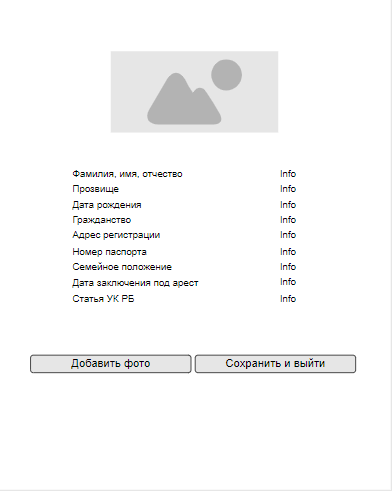 Фамилия, имя, отчество Info
Прозвище Info
Дата рождения Info
Гражданство Info
Адрес регистрации Info
Номер паспорта Info
Семейное положение Info
Дата заключения под арест Info
Статья УК РБ Info
Добавить фото Сохранить и выйти